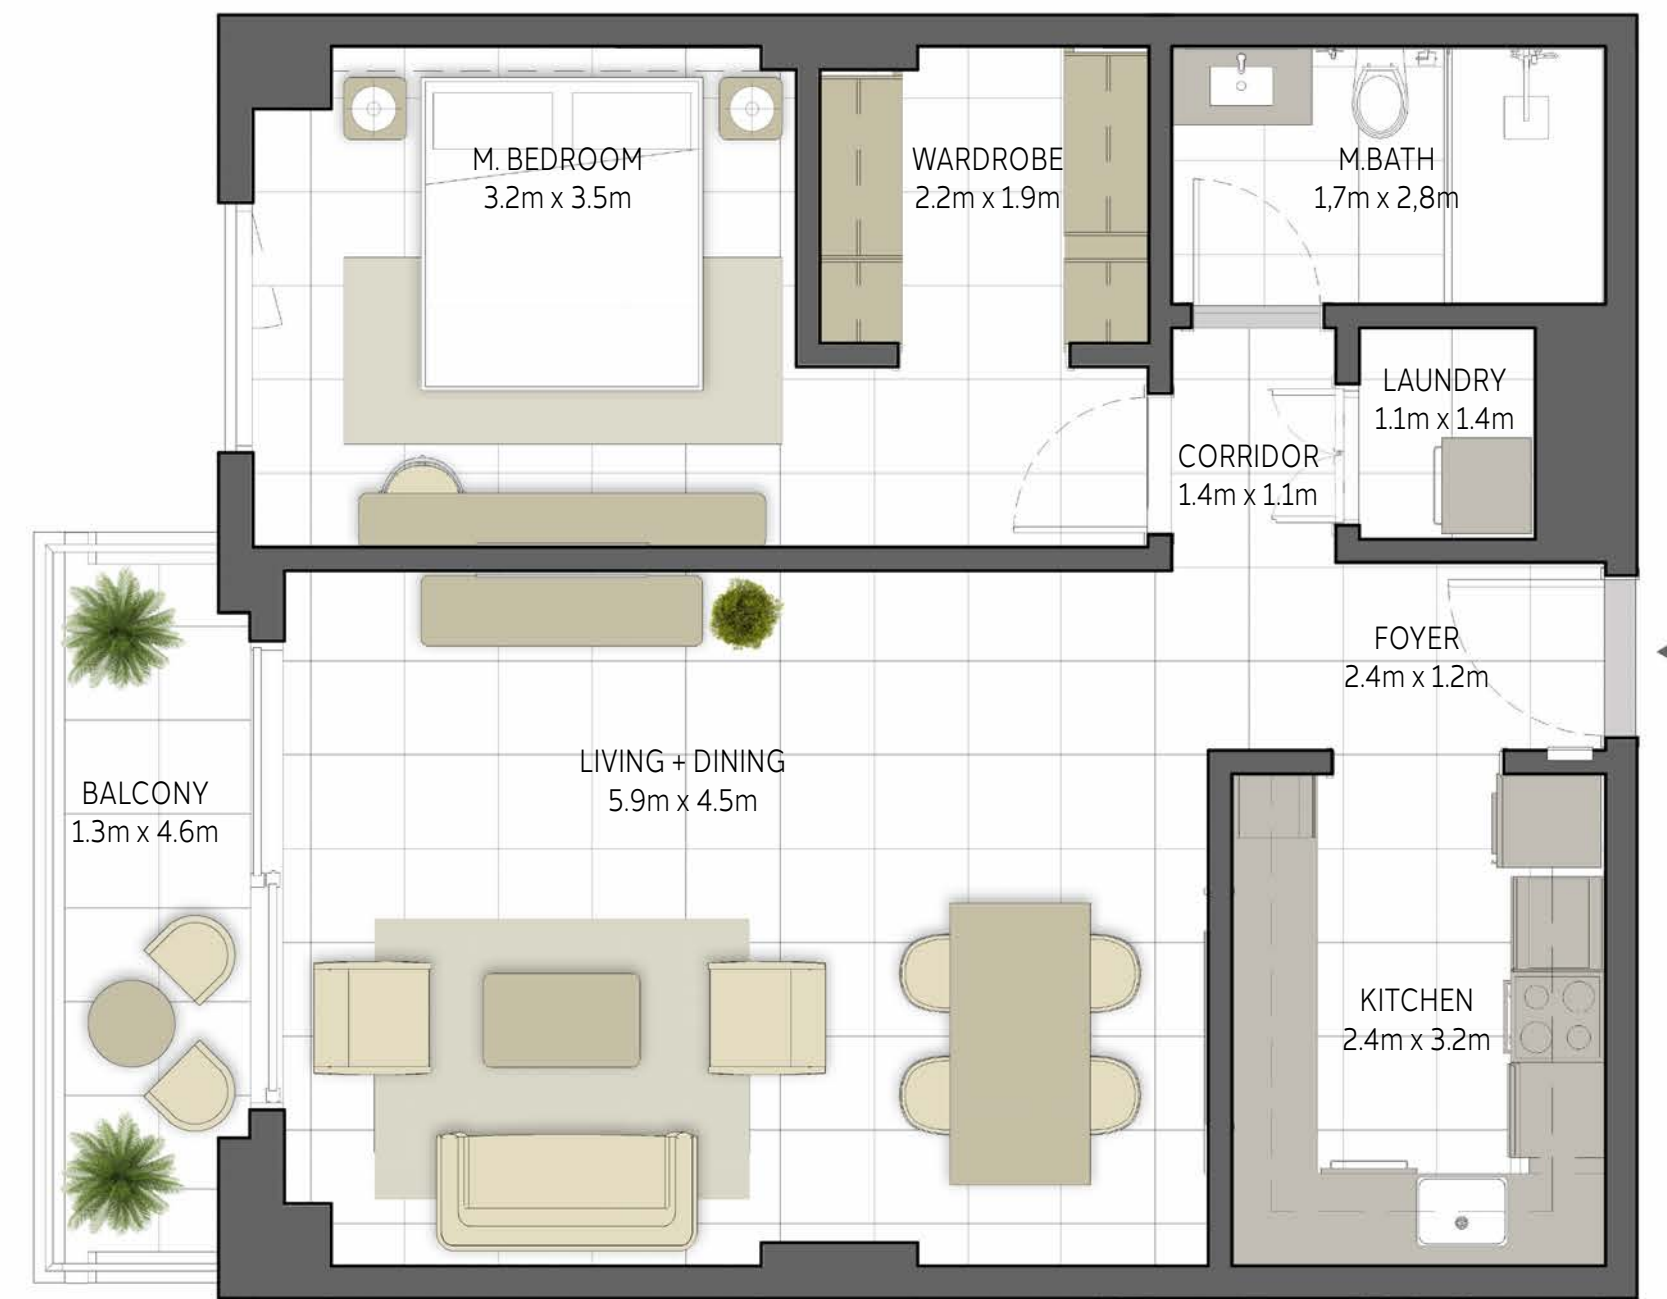 M. BEDROOM
3.2m x 3.5m
WARDROBE
2.2m x 1.9m
M.BATH
1,7m x 2,8m
LAUNDRY
1.1m x 1.4m
CORRIDOR
1.4m x 1.1m
FOYER
2.4m x 1.2m
LIVING + DINING
5.9m x 4.5m
BALCONY
1.3m x 4.6m
KITCHEN
2.4m x 3.2m